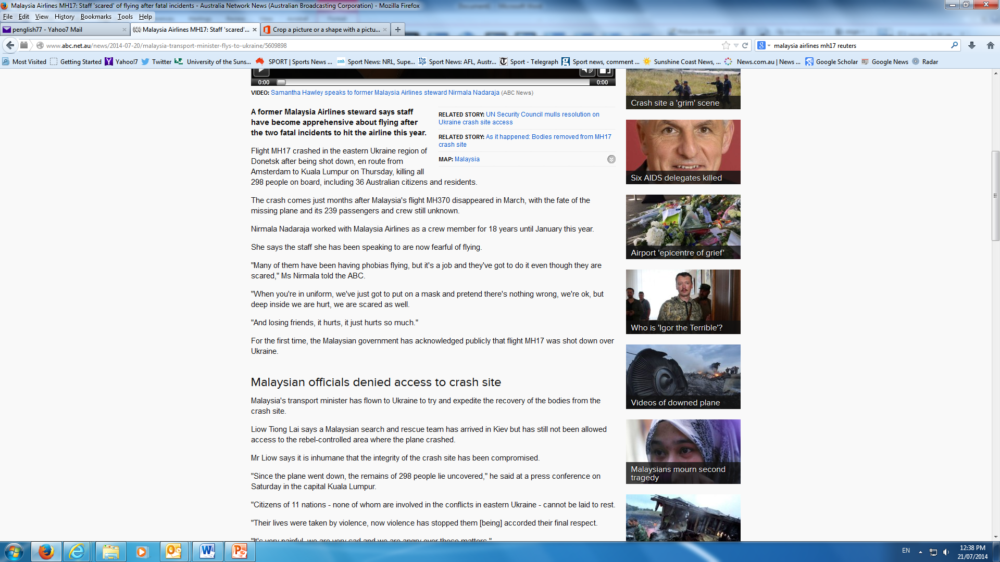 Malaysia Airlines MH17: Staff 'scared' of flying after fatal incidents - Australia Network News (Australian Broadcasting Corporation) - Mozilla Firefox
File Edit View History Bookmarks Tools Help
penglish77 - Yahoo7 Mail
Malaysia Airlines MH17: Staff 'scared'...
Crop a picture or a shape with a pictu...
www.abc.net.au/news/2014-07-20/malaysia-transport-minister-flys-to-ukraine/5609898
malaysia airlines mh17 reuters
Most Visited Getting Started Yahoo!7 Twitter University of the Suns... SPORT | Sports News ... Sport News: NRL, Supe... Sport News: AFL, Austr... Sport - Telegraph Sport news, comment ... Sunshine Coast News, ... News.com.au | News ... Google Scholar Google News Radar
0:00 0:00
VIDEO: Samantha Hawley speaks to former Malaysia Airlines steward Nirmala Nadaraja (ABC News)
A former Malaysia Airlines steward says staff
have become apprehensive about flying after
the two fatal incidents to hit the airline this year.
RELATED STORY: UN Security Council mulls resolution on
Ukraine crash site access
RELATED STORY: As it happened: Bodies removed from MH17
crash site
MAP: Malaysia
Flight MH17 crashed in the eastern Ukraine region of
Donetsk after being shot down, en route from
Amsterdam to Kuala Lumpur on Thursday, killing all
298 people on board, including 36 Australian citizens and residents.
The crash comes just months after Malaysia's flight MH370 disappeared in March, with the fate of the
missing plane and its 239 passengers and crew still unknown.
Nirmala Nadaraja worked with Malaysia Airlines as a crew member for 18 years until January this year.
She says the staff she has been speaking to are now fearful of flying.
"Many of them have been having phobias flying, but it's a job and they've got to do it even though they are
scared," Ms Nirmala told the ABC.
"When you're in uniform, we've just got to put on a mask and pretend there's nothing wrong, we're ok, but
deep inside we are hurt, we are scared as well.
"And losing friends, it hurts, it just hurts so much."
For the first time, the Malaysian government has acknowledged publicly that flight MH17 was shot down over
Ukraine.
Malaysian officials denied access to crash site
Malaysia's transport minister has flown to Ukraine to try and expedite the recovery of the bodies from the
crash site.
Liow Tiong Lai says a Malaysian search and rescue team has arrived in Kiev but has still not been allowed
access to the rebel-controlled area where the plane crashed.
Mr Liow says it is inhumane that the integrity of the crash site has been compromised.
"Since the plane went down, the remains of 298 people lie uncovered," he said at a press conference on
Saturday in the capital Kuala Lumpur.
"Citizens of 11 nations - none of whom are involved in the conflicts in eastern Ukraine - cannot be laid to rest.
"Their lives were taken by violence, now violence has stopped them [being] accorded their final respect.
"It's very painful, we are very sad and we are angry over these matters."
Crash site a 'grim' scene
Six AIDS delegates killed
Airport 'epicentre of grief'
Who is 'Igor the Terrible'?
Videos of downed plane
Malaysians mourn second
tragedy
EN
12:38 PM
21/07/2014